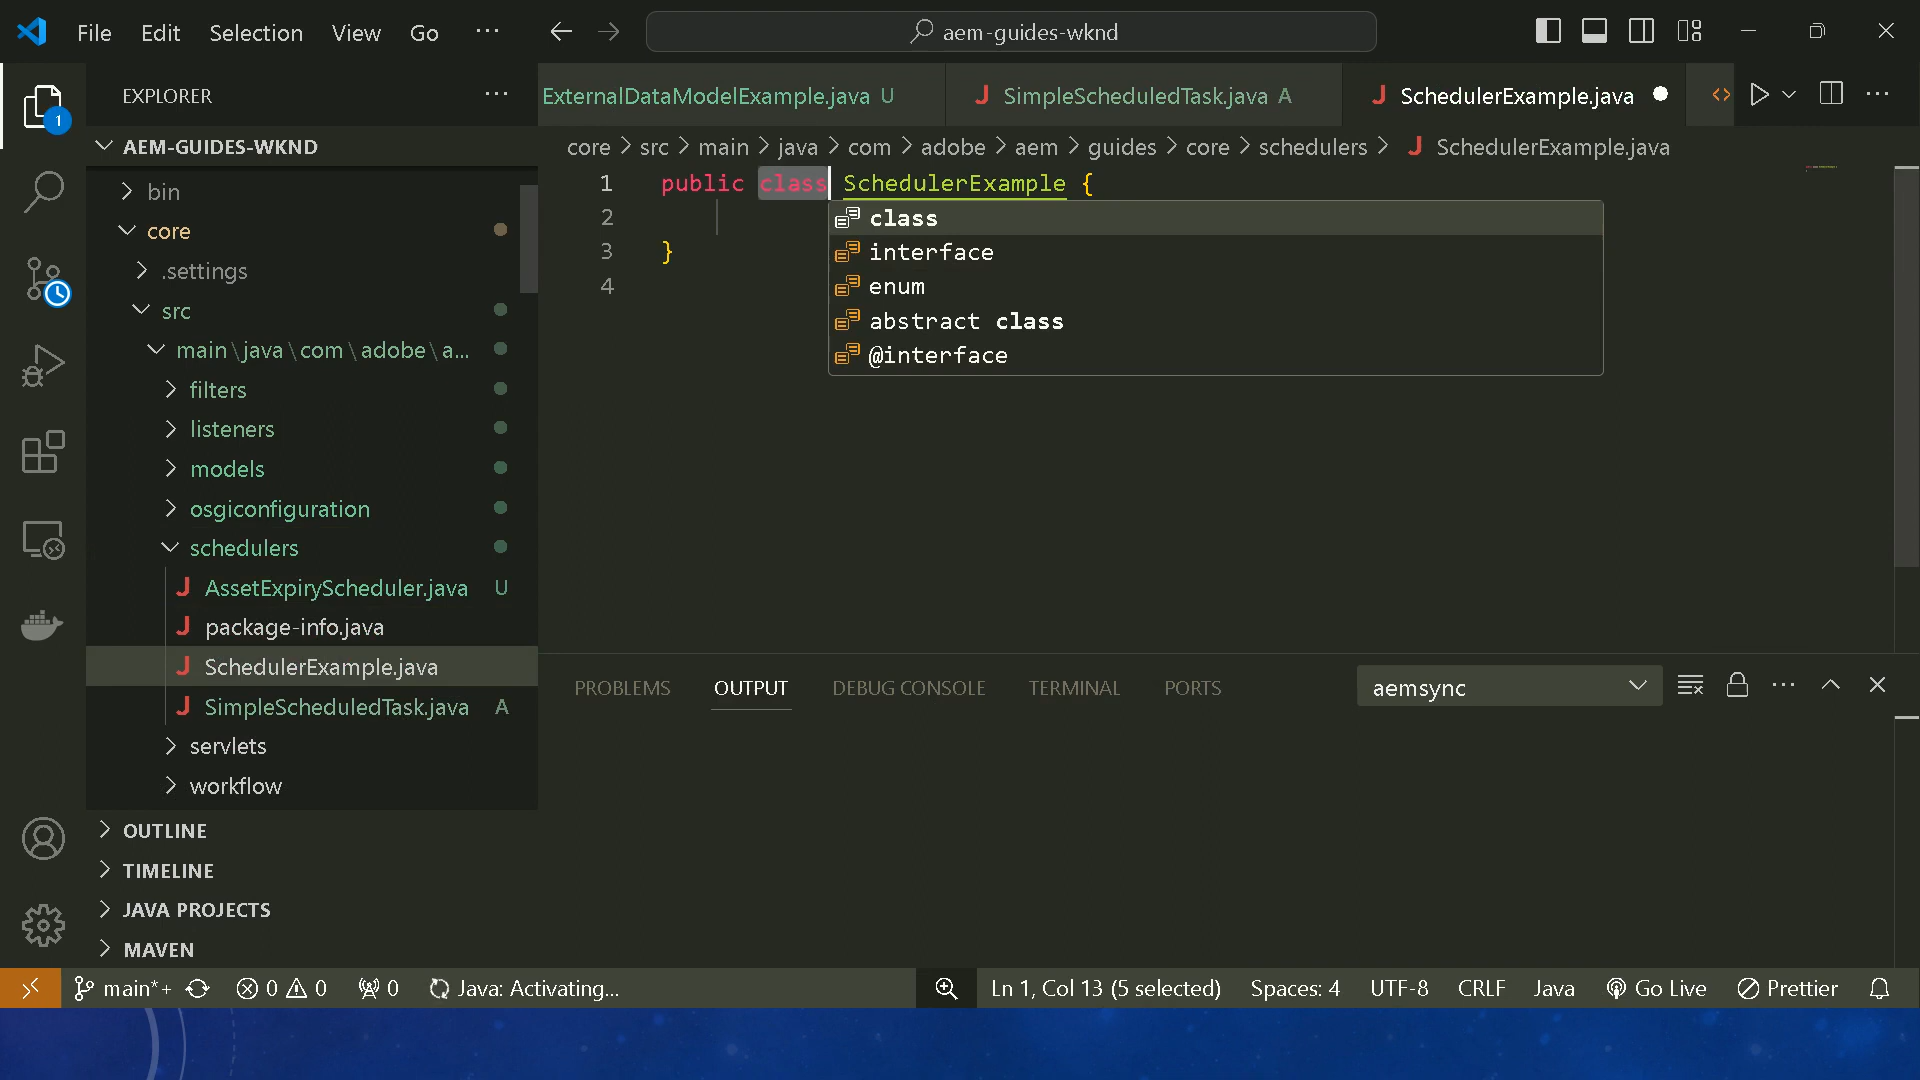 File Edit Selection View Go ···
aem-guides-wknd
EXPLORER
ExternalDataModelExample.java U
SimpleScheduledTask.java A
SchedulerExample.java
1
AEM-GUIDES-WKND
core > src > main > java > com > adobe > aem > guides > core > schedulers > SchedulerExample.java
bin
core
.settings
src
main\java\com\adobe\a...
filters
listeners
models
osgiconfiguration
schedulers
AssetExpiryScheduler.java U
package-info.java
SchedulerExample.java
SimpleScheduledTask.java A
servlets
workflow
OUTLINE
TIMELINE
JAVA PROJECTS
MAVEN
1 public class SchedulerExample {
2
3 }
4
class
interface
enum
abstract class
@interface
PROBLEMS OUTPUT DEBUG CONSOLE TERMINAL PORTS
aemsync
main*+ 0 0 0 Java: Activating... Ln 1, Col 13 (5 selected) Spaces: 4 UTF-8 CRLF Java Go Live Prettier